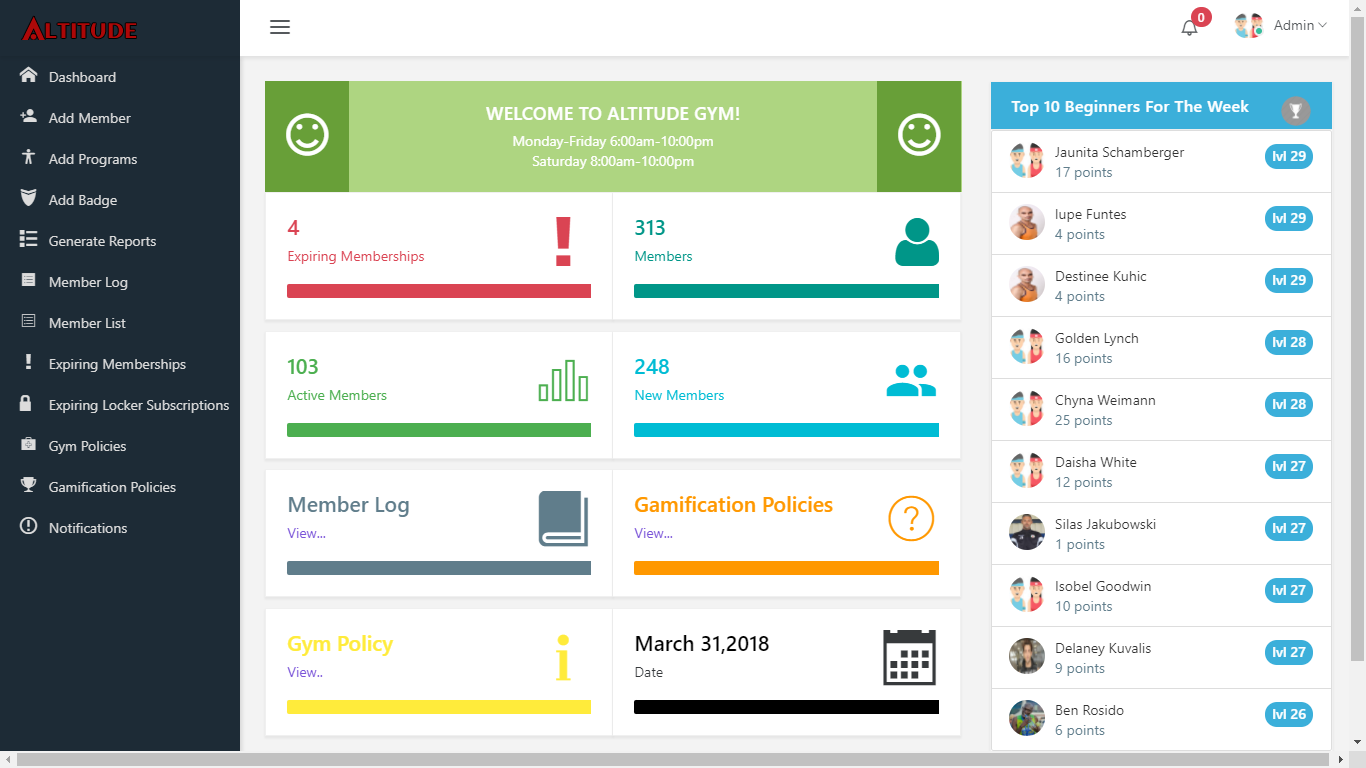 ALTITUDE
Dashboard
Add Member
Add Programs
Add Badge
Generate Reports
Member Log
Member List
Expiring Memberships
Expiring Locker Subscriptions
Gym Policies
Gamification Policies
Notifications
0
Admin
WELCOME TO ALTITUDE GYM!
Monday-Friday 6:00am-10:00pm
Saturday 8:00am-10:00pm
4
Expiring Memberships
313
Members
103
Active Members
248
New Members
Member Log
View...
Gamification Policies
View...
Gym Policy
View..
March 31,2018
Date
Top 10 Beginners For The Week
Jaunita Schamberger
17 points
lvl 29
Iupe Funtes
4 points
lvl 29
Destinee Kuhic
4 points
lvl 29
Golden Lynch
16 points
lvl 28
Chyna Weimann
25 points
lvl 28
Daisha White
12 points
lvl 27
Silas Jakubowski
1 points
lvl 27
Isobel Goodwin
10 points
lvl 27
Delaney Kuvalis
9 points
lvl 27
Ben Rosido
6 points
lvl 26